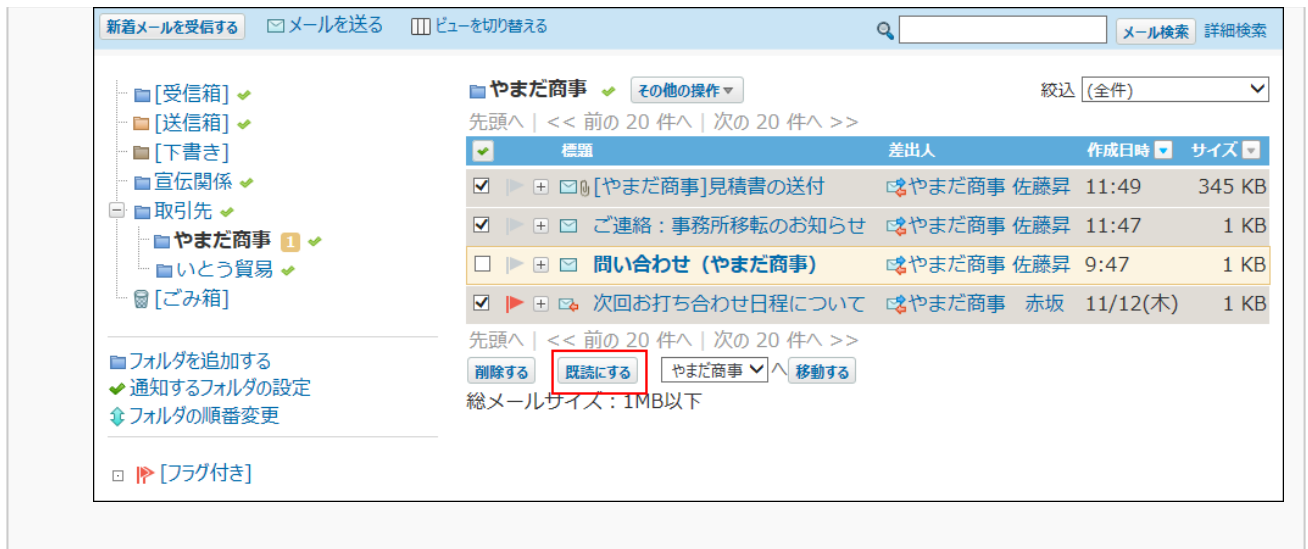 新着メールを受信する メールを送る ビューを切り替える メール検索 詳細検索
[受信箱]
[送信箱]
[下書き]
宣伝関係
取引先
やまだ商事 1
いとう貿易
[ごみ箱]
フォルダを追加する
通知するフォルダの設定
フォルダの順番変更
[フラグ付き]
やまだ商事 その他の操作 絞込 (全件)
先頭へ | << 前の 20 件へ | 次の 20 件へ >>
標題 差出人 作成日時 サイズ
[やまだ商事]見積書の送付 やまだ商事 佐藤昇 11:49 345 KB
ご連絡:事務所移転のお知らせ やまだ商事 佐藤昇 11:47 1 KB
問い合わせ(やまだ商事) やまだ商事 佐藤昇 9:47 1 KB
次回お打ち合わせ日程について やまだ商事 赤坂 11/12(木) 1 KB
先頭へ | << 前の 20 件へ | 次の 20 件へ >>
削除する 既読にする やまだ商事 へ 移動する
総メールサイズ:1MB以下